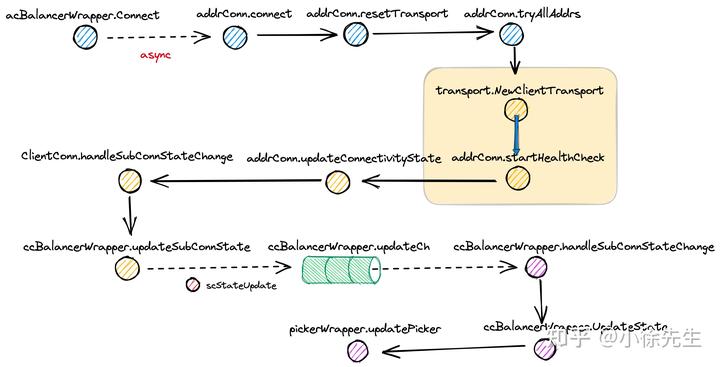 acBalancerWrapper.Connect
addrConn.connect
addrConn.resetTransport
addrConn.tryAllAddrs
async
transport.NewClientTransport
ClientConn.handleSubConnStateChange
addrConn.updateConnectivityState
addrConn.startHealthCheck
ccBalancerWrapper.updateSubConnState
ccBalancerWrapper.updateCh
ccBalancerWrapper.handleSubConnStateChange
scStateUpdate
pickerWrapper.updatePicker
ccBalancerWrapper.UpdateState
知乎 @小徐先生